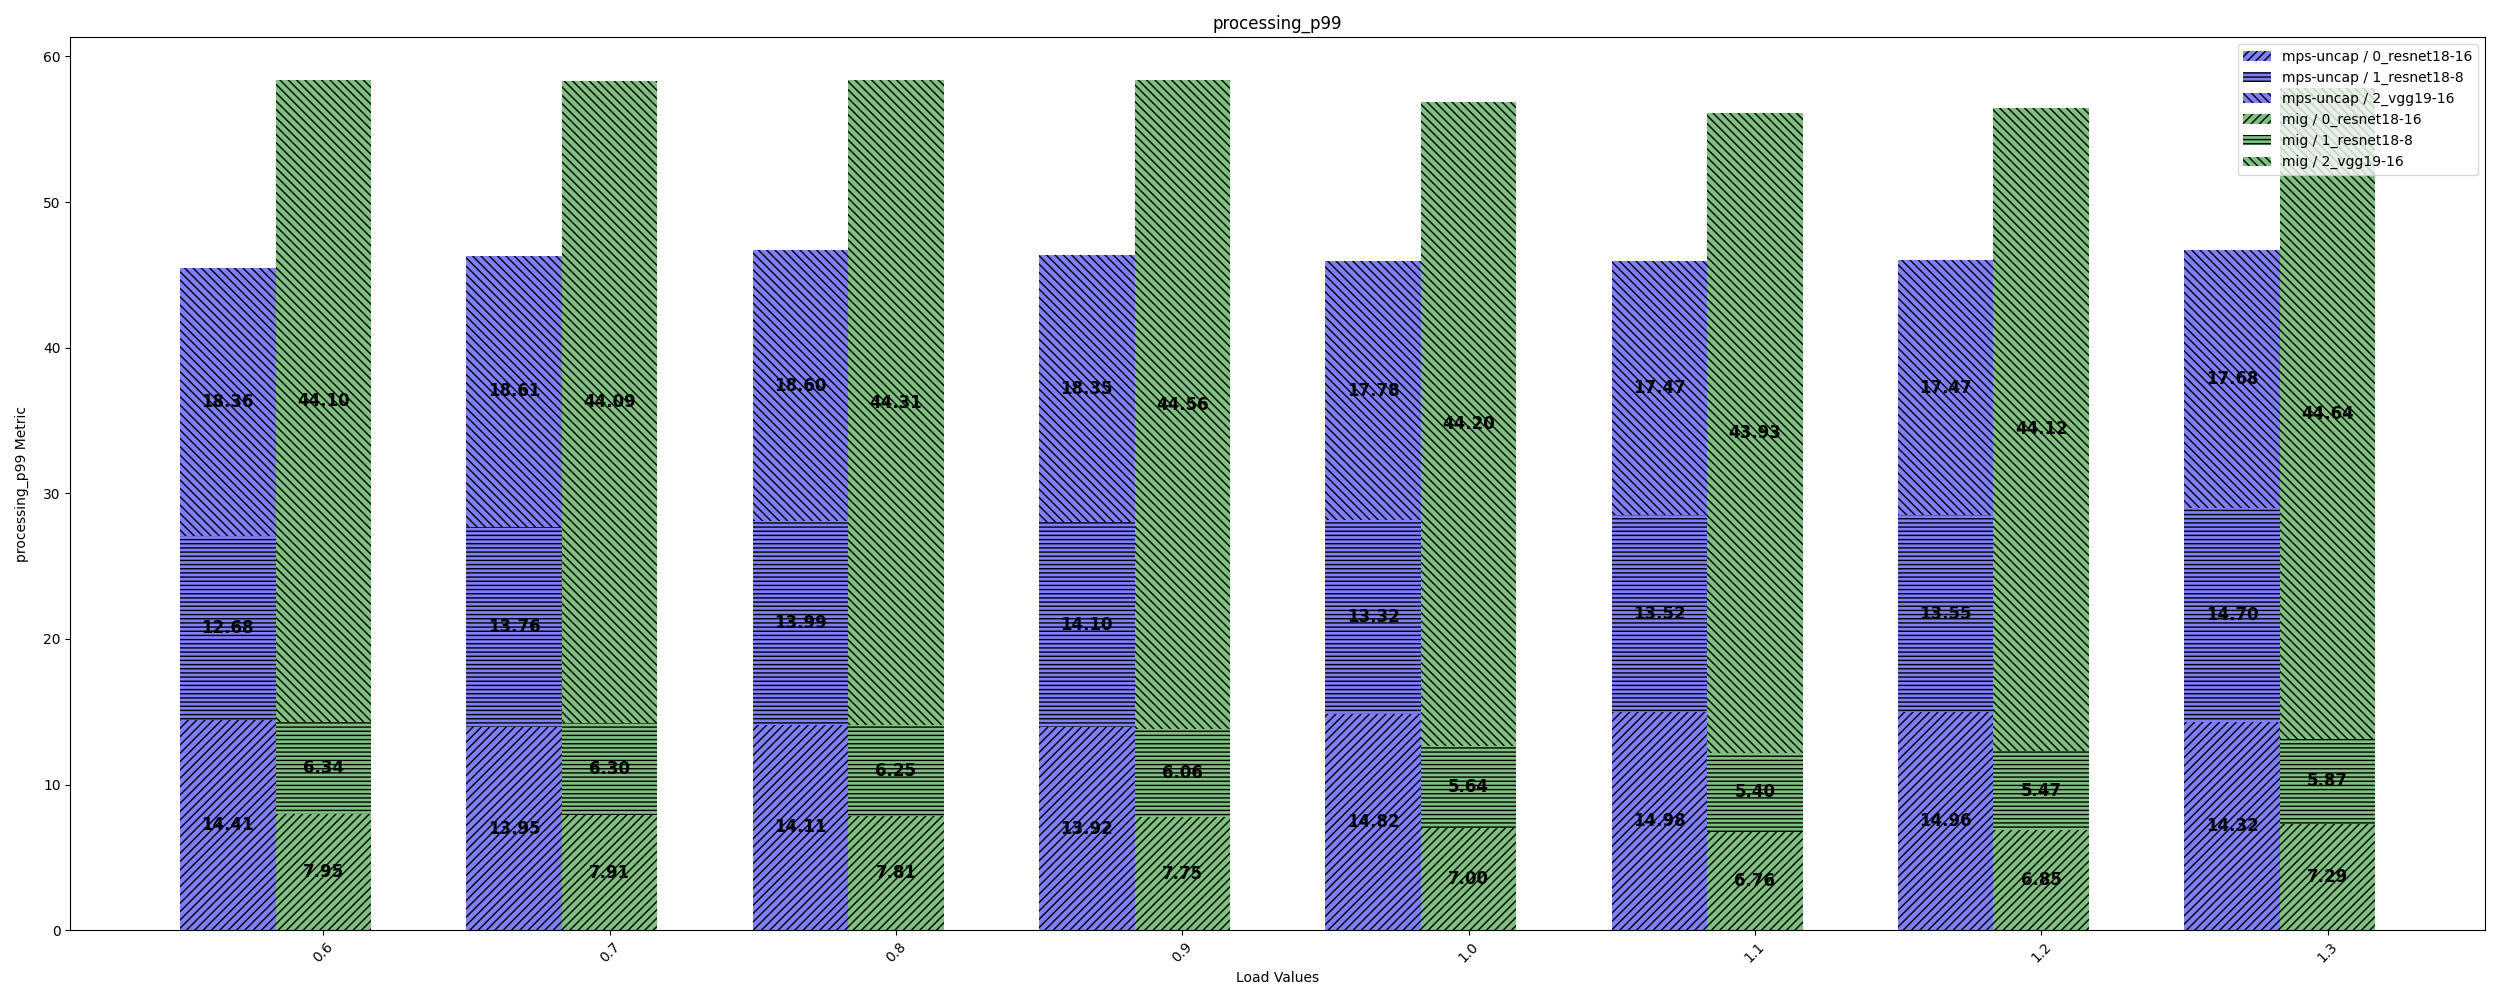 processing_p99
60
50
40
30
20
10
0
processing_p99 Metric
mps-uncap / 0_resnet18-16
mps-uncap / 1_resnet18-8
mps-uncap / 2_vgg19-16
mig / 0_resnet18-16
mig / 1_resnet18-8
mig / 2_vgg19-16
18.36 44.10 18.61 44.09 18.60 44.31 18.35 44.56 17.78 44.20 17.47 43.93 17.47 44.12 17.68 44.64
12.68 6.34 13.76 6.30 13.99 6.25 14.10 6.06 13.32 5.64 13.52 5.40 13.55 5.47 14.70 5.87
14.41 7.95 13.95 7.91 14.11 7.81 13.92 7.75 14.82 7.00 14.98 6.76 14.96 6.85 14.32 7.29
0.6 0.7 0.8 0.9 1.0 1.1 1.2 1.3
Load Values